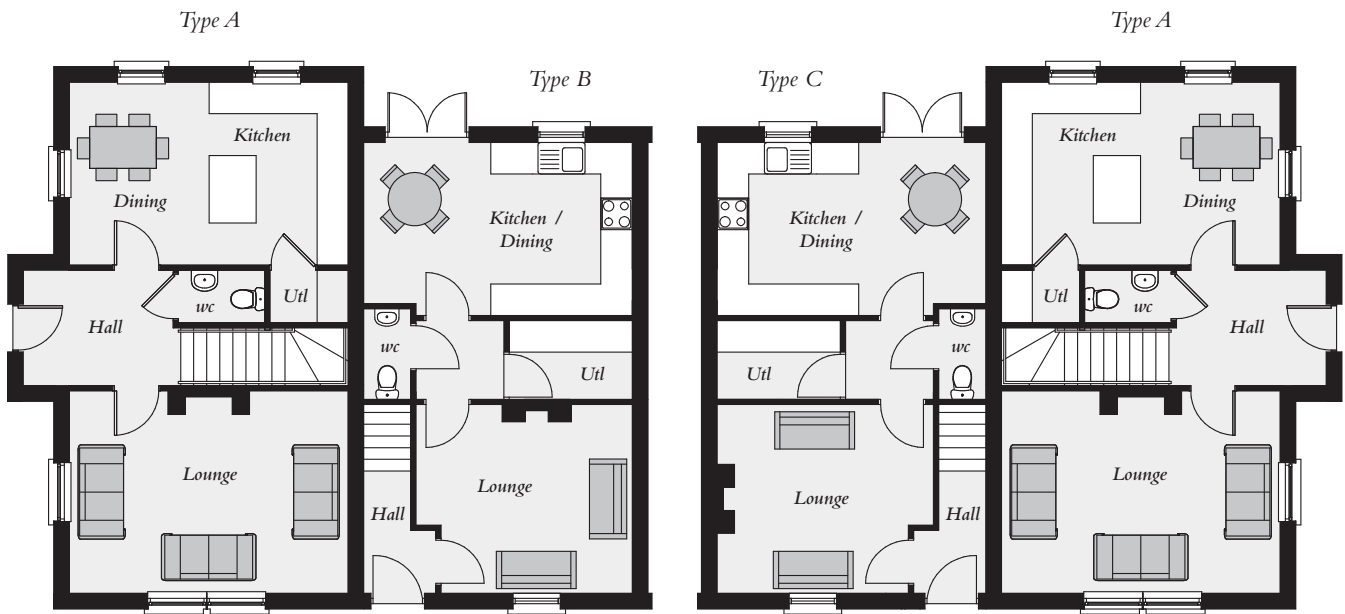 Type A
Type B
Kitchen
Dining
Kitchen /
Dining
wc
Utl
Hall
wc
Utl
Lounge
Lounge
Hall
Type C
Type A
Kitchen
Dining
Kitchen /
Dining
Utl
wc
Hall
Utl
wc
Lounge
Lounge
Hall